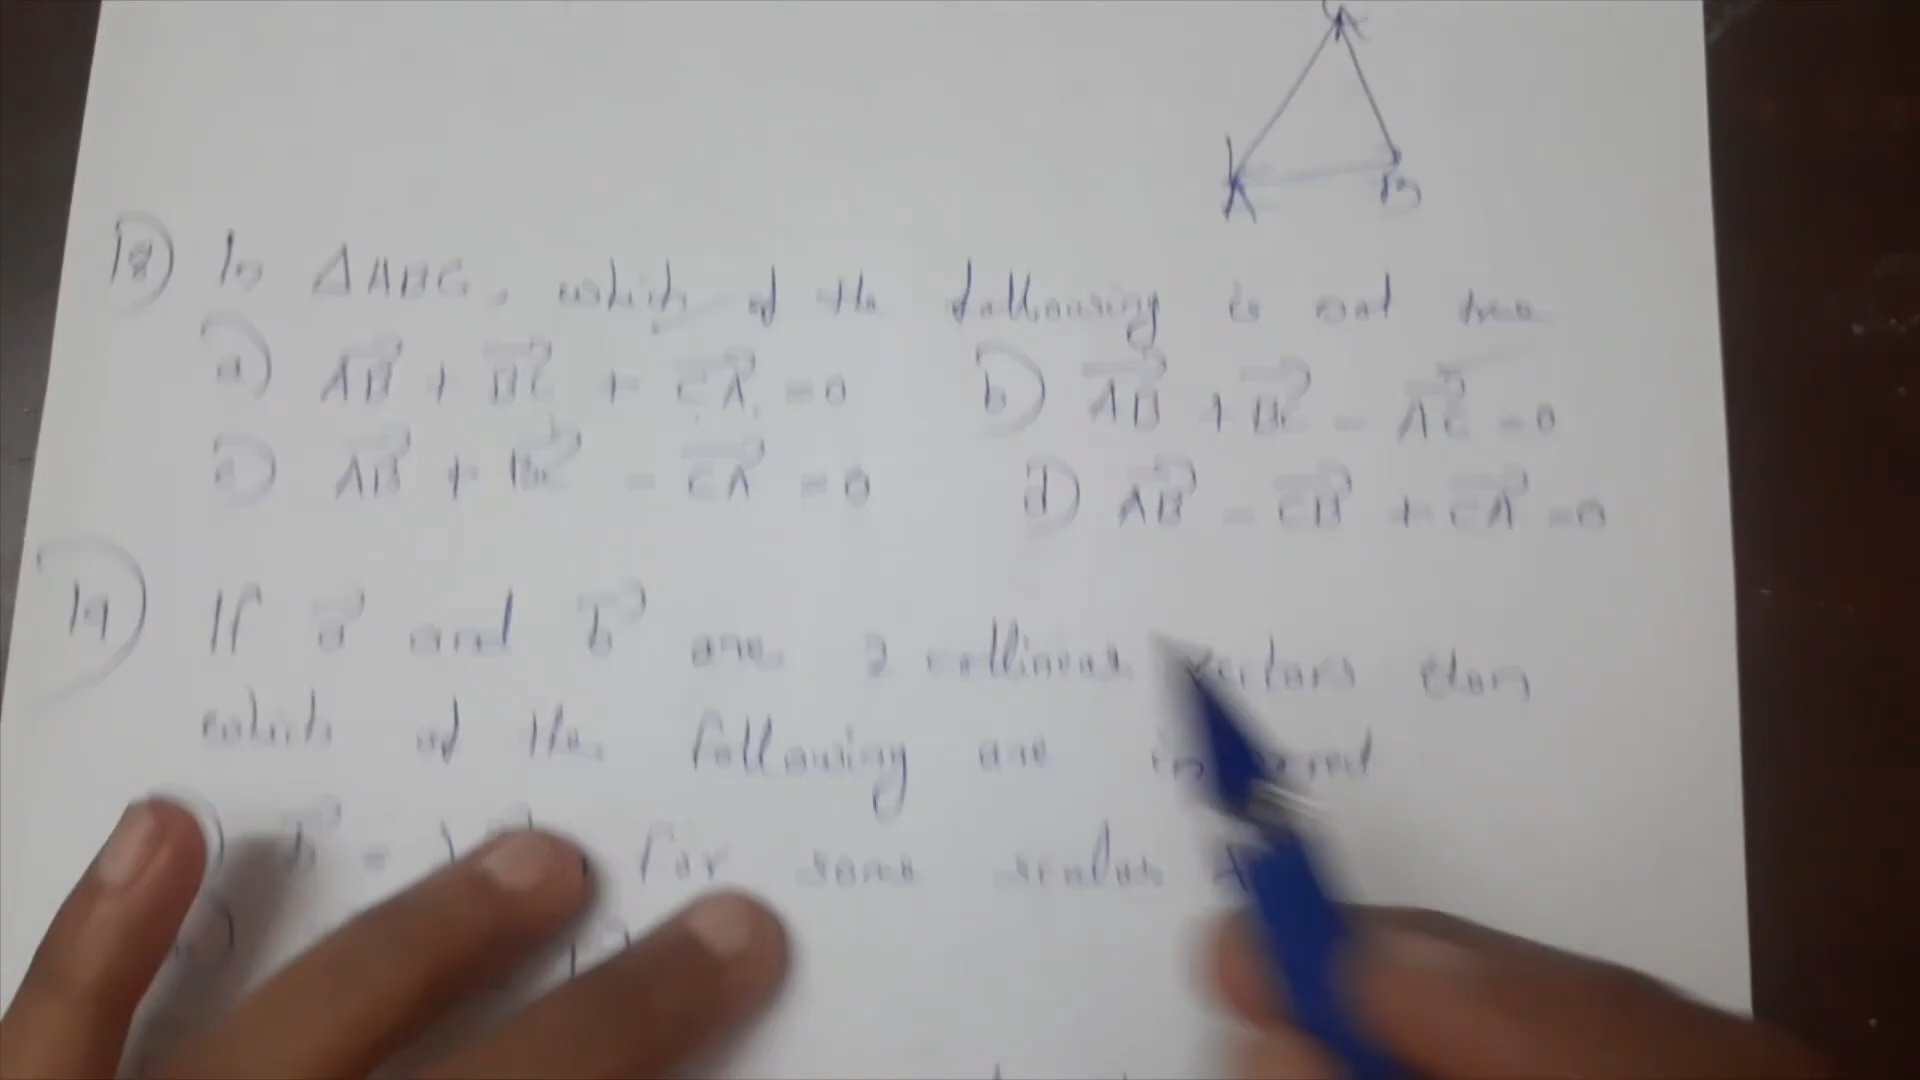 C
A B
18) In ΔABC, which of the following is not true
a) AB⃗ + BC⃗ + CA⃗ = 0 b) AB⃗ + BC⃗ - AC⃗ = 0
c) AB⃗ + BC⃗ - CA⃗ = 0 d) AB⃗ - CB⃗ + CA⃗ = 0
19) If a⃗ and b⃗ are 2 collinear vectors then
which of the following are
b⃗ = λ for some scalar λ